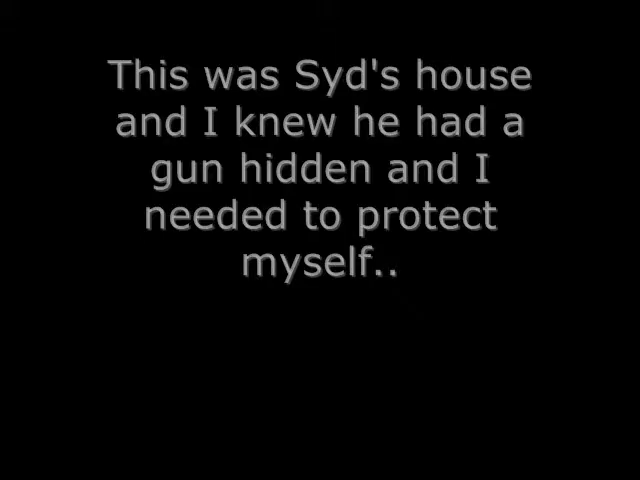 This was Syd's house
and I knew he had a
gun hidden and I
needed to protect
myself..